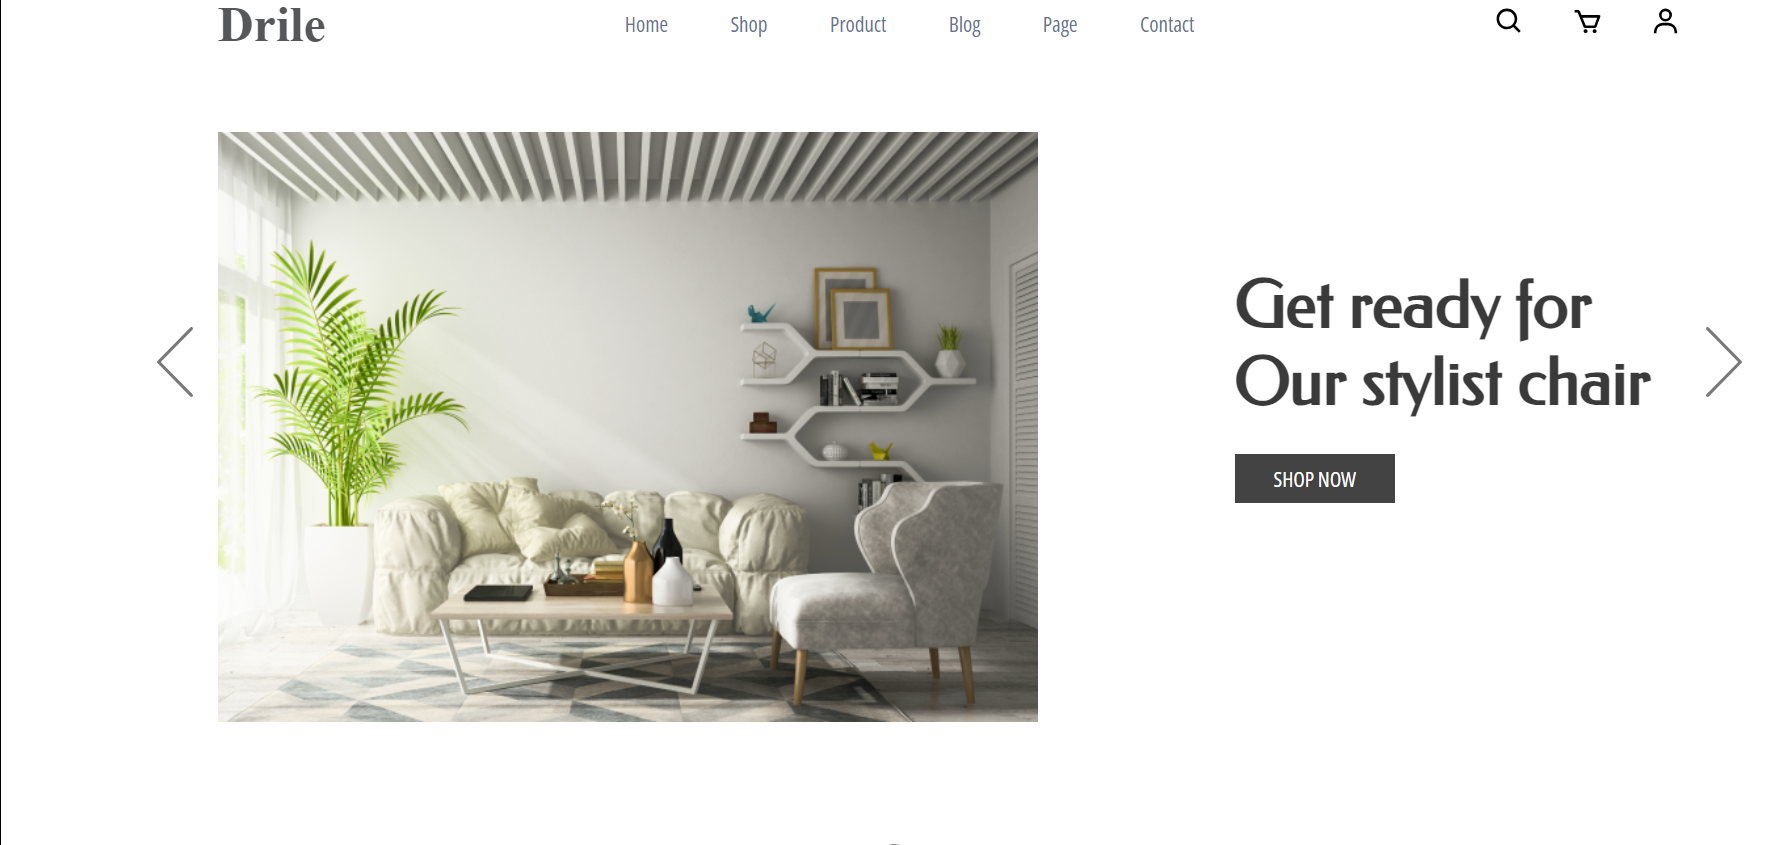 Drile
Home Shop Product Blog Page Contact
Get ready for
Our stylist chair
SHOP NOW